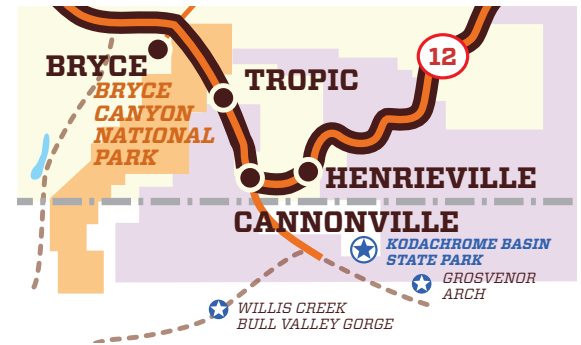 12
BRYCE
TROPIC
BRYCE
CANYON
NATIONAL
PARK
HENRIEVILLE
CANNONVILLE
KODACHROME BASIN
STATE PARK
GROSVENOR
ARCH
WILLIS CREEK
BULL VALLEY GORGE